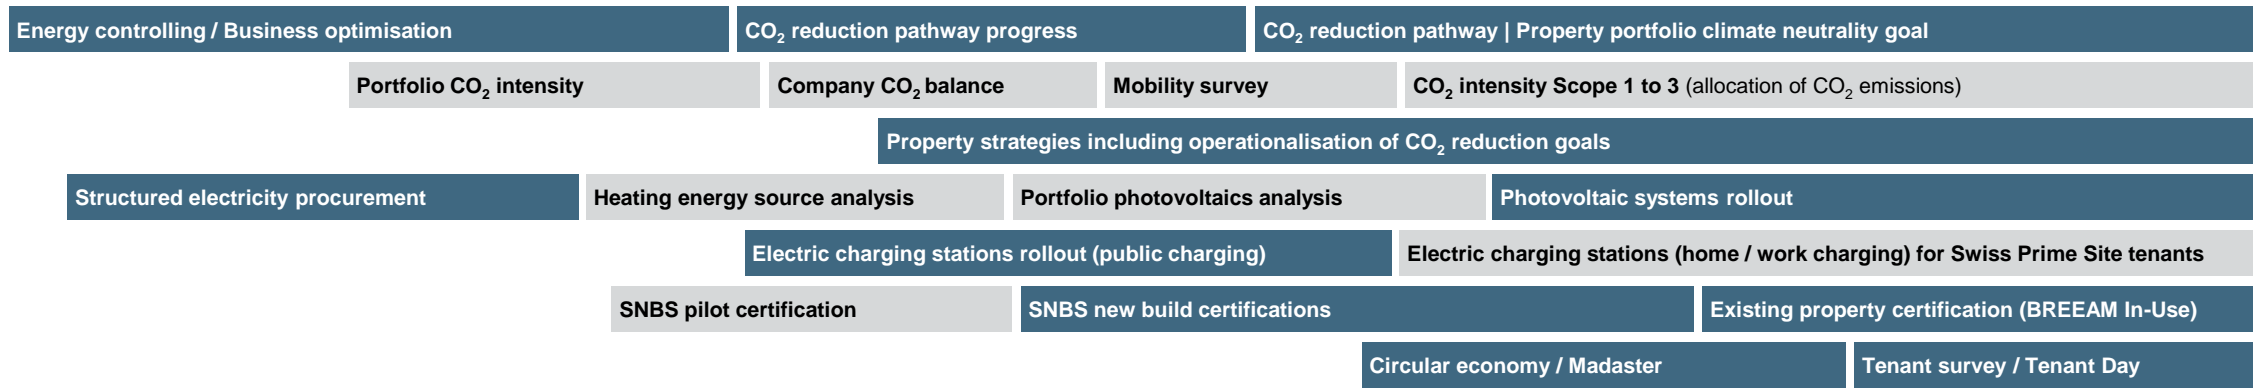 Energy controlling / Business optimisation
CO₂ reduction pathway progress
CO₂ reduction pathway | Property portfolio climate neutrality goal
Portfolio CO₂ intensity
Company CO₂ balance
Mobility survey
CO₂ intensity Scope 1 to 3 (allocation of CO₂ emissions)
Property strategies including operationalisation of CO₂ reduction goals
Structured electricity procurement
Heating energy source analysis
Portfolio photovoltaics analysis
Photovoltaic systems rollout
Electric charging stations rollout (public charging)
Electric charging stations (home / work charging) for Swiss Prime Site tenants
SNBS pilot certification
SNBS new build certifications
Existing property certification (BREEAM In-Use)
Circular economy / Madaster
Tenant survey / Tenant Day